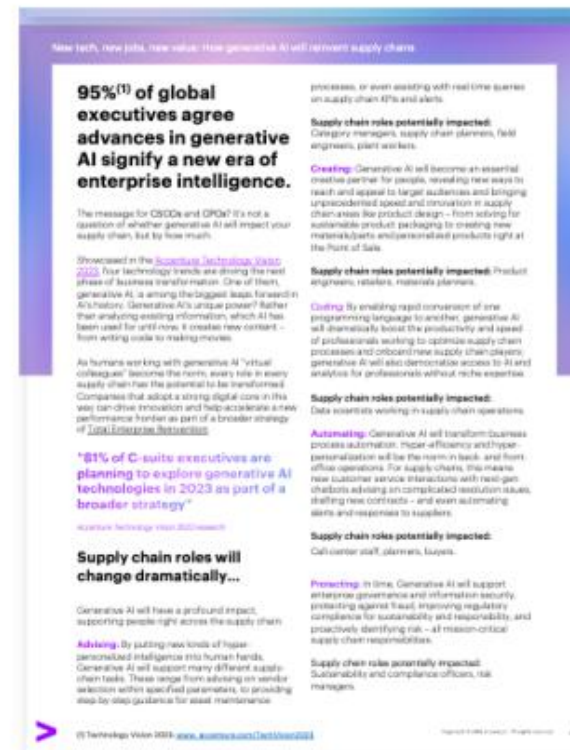 New tech, new jobs, new value: How generative AI will reinvent supply chains
95%(1) of global
executives agree
advances in generative
AI signify a new era of
enterprise intelligence.
The message for CSCOs and CPOs? It's not a
question of whether generative AI will impact your
supply chain, but by how much.
Showcased in the Accenture Technology Vision
2023, four technology trends are driving the next
phase of business transformation. One of them,
generative AI, is among the biggest leaps forward in
AI's history. Generative AI's unique power? Rather
than analyzing existing information, which AI has
been used for until now, it creates new content –
from writing code to making movies.
As humans working with generative AI "virtual
colleagues" become the norm, every role in every
supply chain has the potential to be transformed.
Companies that adopt a strong digital core in this
way can drive innovation and help accelerate a new
performance frontier as part of a broader strategy
of Total Enterprise Reinvention.
"81% of C-suite executives are
planning to explore generative AI
technologies in 2023 as part of a
broader strategy"
Accenture Technology Vision 2023 research
Supply chain roles will
change dramatically...
Generative AI will have a profound impact,
supporting people right across the supply chain.
Advising: By putting new kinds of hyper-
personalized intelligence into human hands,
Generative AI will support many different supply
chain tasks. These range from advising on vendor
selection within specified parameters, to providing
step-by-step guidance for asset maintenance
processes, or even assisting with real time queries
on supply chain KPIs and alerts.
Supply chain roles potentially impacted:
Category managers, supply chain planners, field
engineers, plant workers.
Creating: Generative AI will become an essential
creative partner for people, revealing new ways to
reach and appeal to target audiences and bringing
unprecedented speed and innovation in supply
chain areas like product design – from solving for
sustainable product packaging to creating new
materials/parts and personalised products right at
the Point of Sale.
Supply chain roles potentially impacted: Product
engineers, retailers, materials planners.
Coding: By enabling rapid conversion of one
programming language to another, generative AI
will dramatically boost the productivity and speed
of professionals working to optimize supply chain
processes and onboard new supply chain players;
generative AI will also democratize access to AI and
analytics for professionals without niche expertise.
Supply chain roles potentially impacted:
Data scientists working in supply chain operations.
Automating: Generative AI will transform business
process automation. Hyper-efficiency and hyper-
personalization will be the norm in back- and front-
office operations. For supply chains, this means
new customer service interactions with next-gen
chatbots advising on complicated resolution issues,
drafting new contracts – and even automating
alerts and responses to suppliers.
Supply chain roles potentially impacted:
Call center staff, planners, buyers.
Protecting: In time, Generative AI will support
enterprise governance and information security,
protecting against fraud, improving regulatory
compliance for sustainability and responsibility, and
proactively identifying risk – all mission-critical
supply chain responsibilities.
Supply chain roles potentially impacted:
Sustainability and compliance officers, risk
managers.
(1) Technology Vision 2023: www.accenture.com/TechVision2023